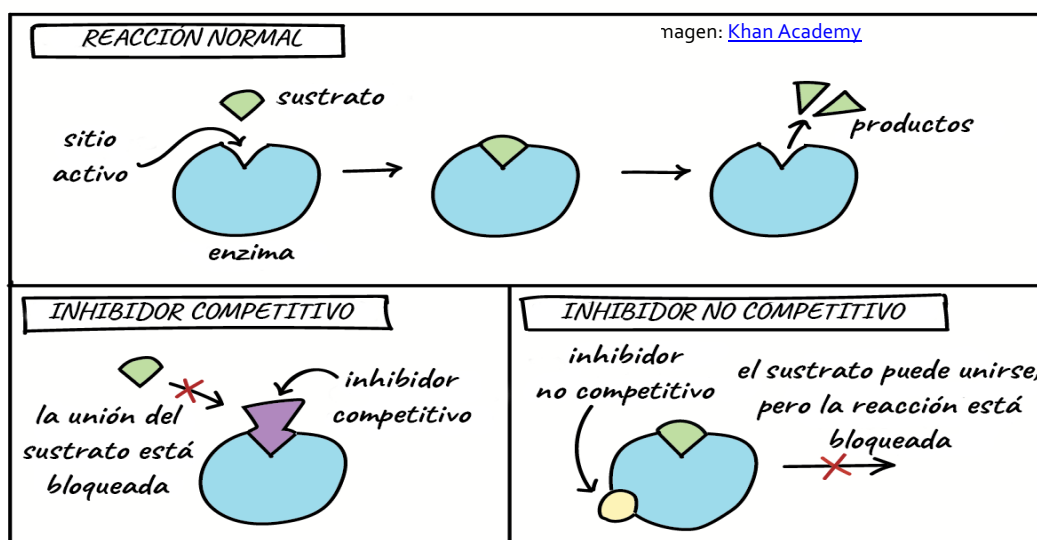 REACCIÓN NORMAL
magen: Khan Academy
sustrato
sitio
activo
productos
enzima
INHIBIDOR COMPETITIVO
inhibidor
competitivo
la unión del
sustrato está
bloqueada
INHIBIDOR NO COMPETITIVO
inhibidor
no competitivo
el sustrato puede unirse,
pero la reacción está
bloqueada